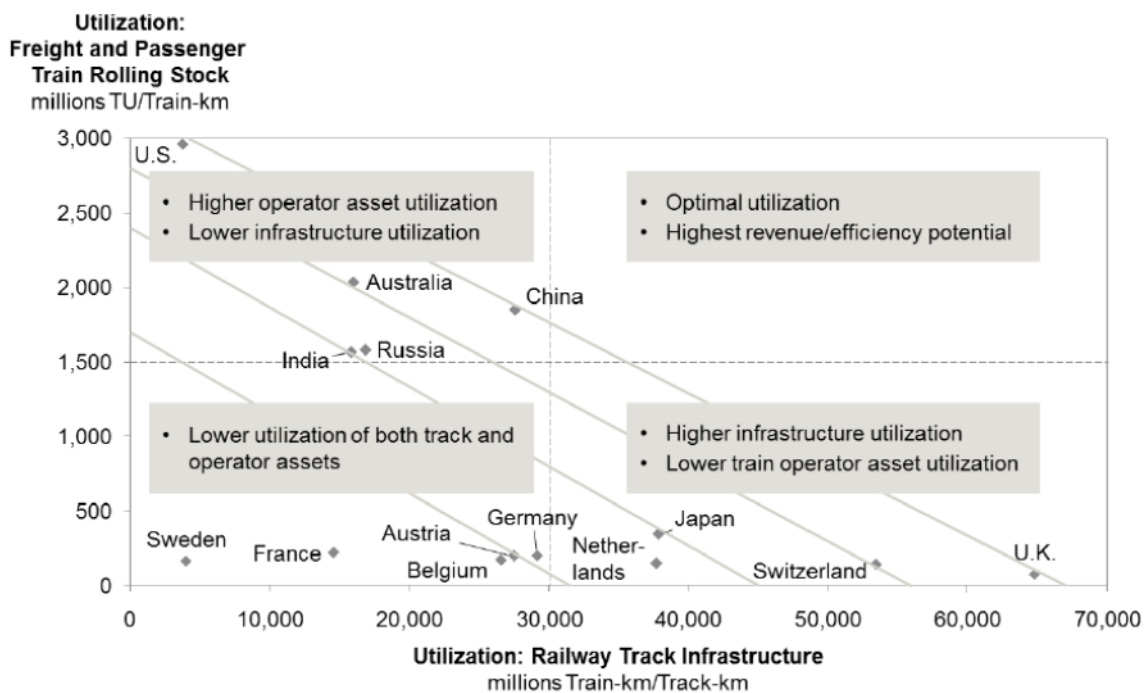 Utilization:
Freight and Passenger
Train Rolling Stock
millions TU/Train-km
3,000
U.S.
2,500
• Higher operator asset utilization
• Lower infrastructure utilization
• Optimal utilization
• Highest revenue/efficiency potential
2,000
Australia
China
1,500
India
Russia
1,000
• Lower utilization of both track and
operator assets
• Higher infrastructure utilization
• Lower train operator asset utilization
500
Sweden
France
Austria
Belgium
Germany
Nether-
lands
Japan
Switzerland
U.K.
0
0 10,000 20,000 30,000 40,000 50,000 60,000 70,000
Utilization: Railway Track Infrastructure
millions Train-km/Track-km